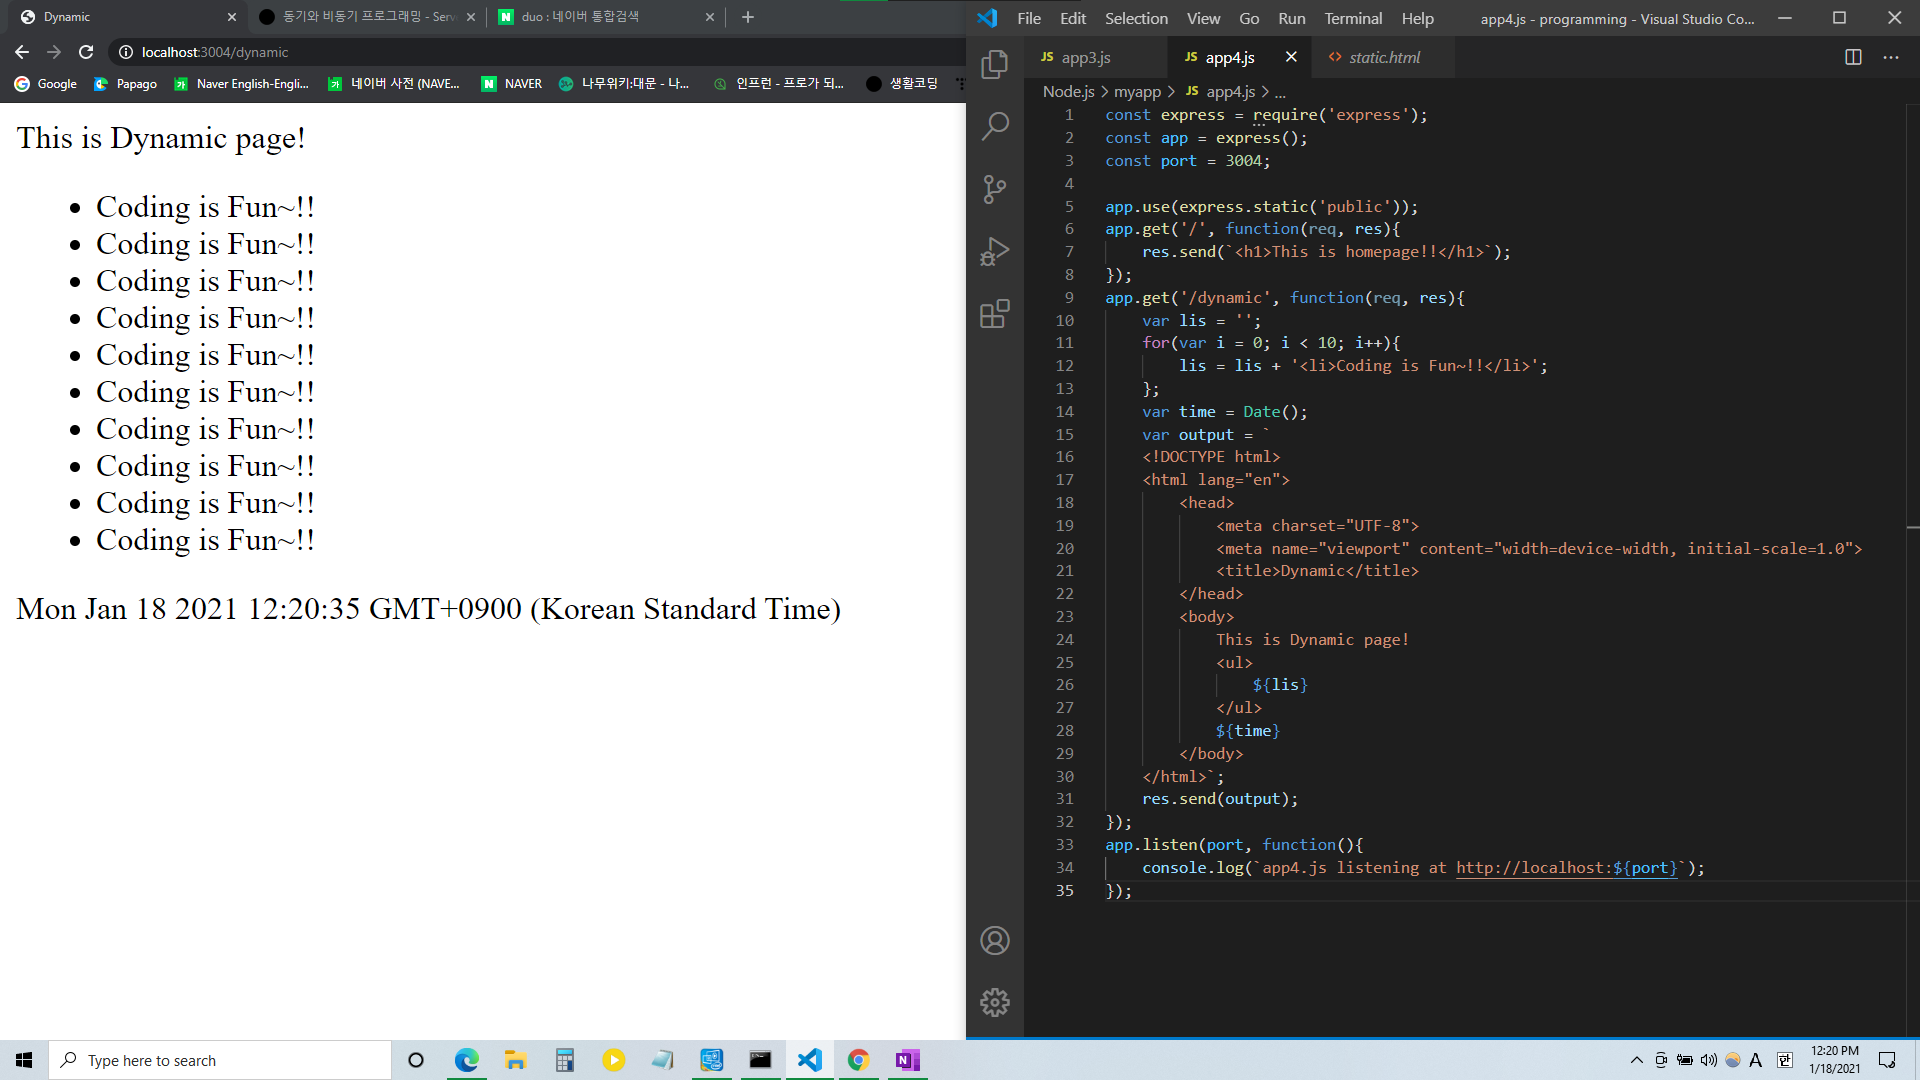 Dynamic
동기와 비동기 프로그래밍 - Serv
duo : 네이버 통합검색
localhost:3004/dynamic
Google
Papago
Naver English-Engli...
네이버 사전 (NAVE...
NAVER
나무위키:대문 - 나...
인프런 - 프로가 되...
생활코딩
This is Dynamic page!
Coding is Fun~!!
Coding is Fun~!!
Coding is Fun~!!
Coding is Fun~!!
Coding is Fun~!!
Coding is Fun~!!
Coding is Fun~!!
Coding is Fun~!!
Coding is Fun~!!
Coding is Fun~!!
Mon Jan 18 2021 12:20:35 GMT+0900 (Korean Standard Time)
File Edit Selection View Go Run Terminal Help app4.js - programming - Visual Studio Co...
JS app3.js JS app4.js <> static.html
Node.js > myapp > JS app4.js > ...
1 const express = require('express');
2 const app = express();
3 const port = 3004;
4
5 app.use(express.static('public'));
6 app.get('/', function(req, res){
7 res.send(`<h1>This is homepage!!</h1>`);
8 });
9 app.get('/dynamic', function(req, res){
10 var lis = '';
11 for(var i = 0; i < 10; i++){
12 lis = lis + '<li>Coding is Fun~!!</li>';
13 };
14 var time = Date();
15 var output = `
16 <!DOCTYPE html>
17 <html lang="en">
18 <head>
19 <meta charset="UTF-8">
20 <meta name="viewport" content="width=device-width, initial-scale=1.0">
21 <title>Dynamic</title>
22 </head>
23 <body>
24 This is Dynamic page!
25 <ul>
26 ${lis}
27 </ul>
28 ${time}
29 </body>
30 </html>`;
31 res.send(output);
32 });
33 app.listen(port, function(){
34 console.log(`app4.js listening at http://localhost:${port}`);
35 });
Type here to search
A
한
12:20 PM
1/18/2021